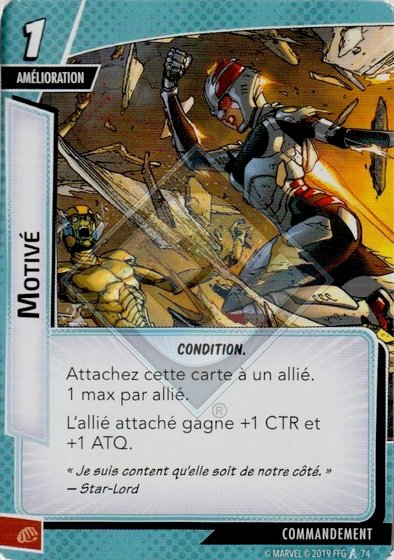 1
AMÉLIORATION
MOTIVÉ
CONDITION.
Attachez cette carte à un allié.
1 max par allié.
L'allié attaché gagne +1 CTR et
+1 ATQ.
« Je suis content qu'elle soit de notre côté. »
– Star-Lord
COMMANDEMENT
© MARVEL © 2019 FFG A 74